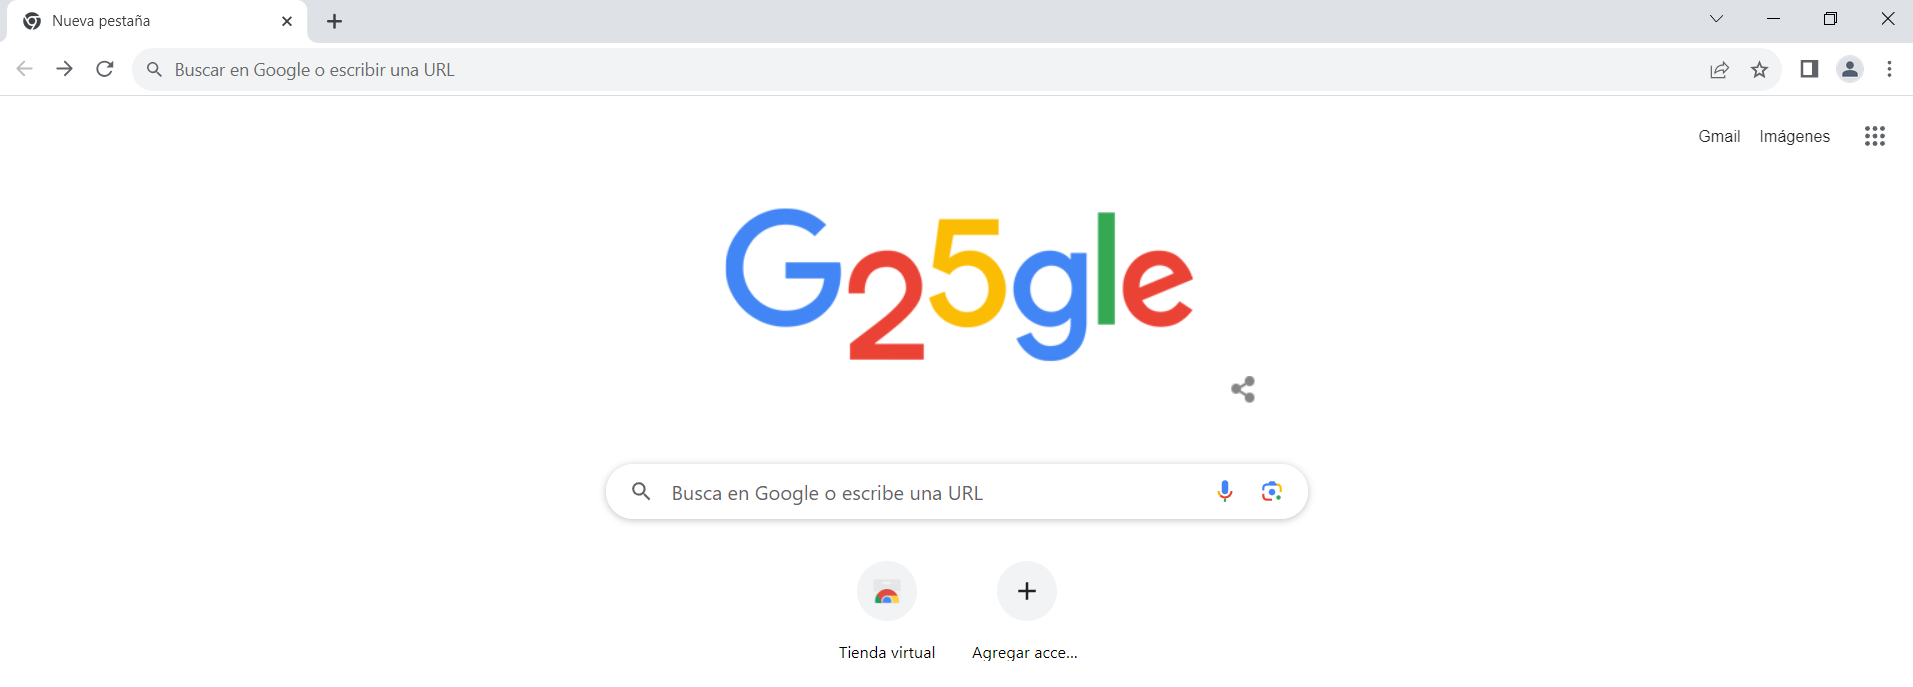 Nueva pestaña
Buscar en Google o escribir una URL
Gmail Imágenes
G25gle
Busca en Google o escribe una URL
Tienda virtual Agregar acce...